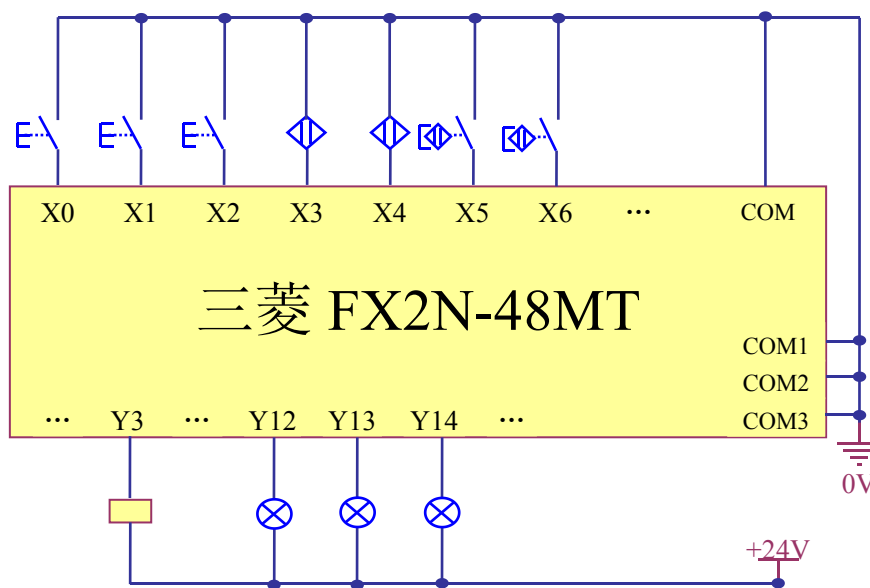 X0 X1 X2 X3 X4 X5 X6 ... COM
三菱 FX2N-48MT
COM1
COM2
COM3
... Y3 ... Y12 Y13 Y14 ...
0V
+24V